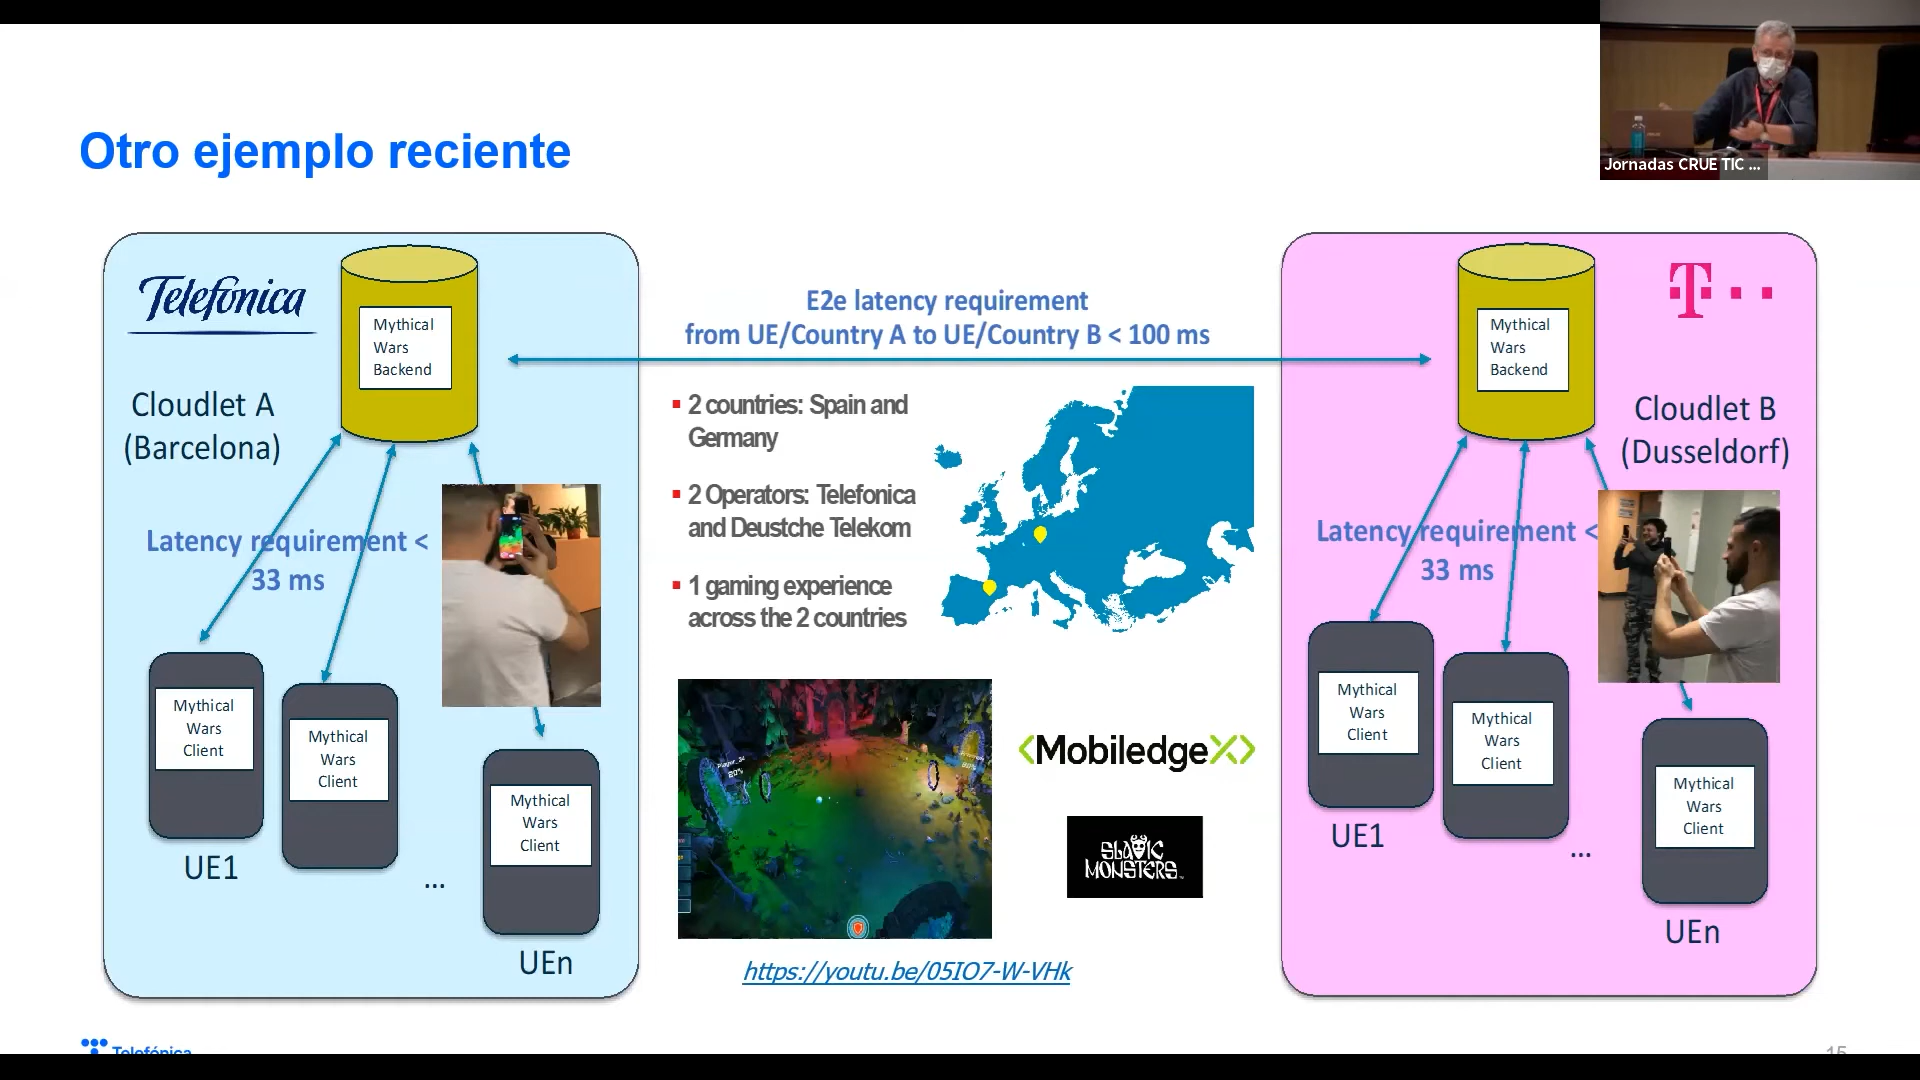 Jornadas CRUE TIC ...
Otro ejemplo reciente
Telefónica
Mythical
Wars
Backend
Cloudlet A
(Barcelona)
Latency requirement <
33 ms
Mythical
Wars
Client
Mythical
Wars
Client
Mythical
Wars
Client
UE1
...
UEn
E2e latency requirement
from UE/Country A to UE/Country B < 100 ms
2 countries: Spain and
Germany
2 Operators: Telefonica
and Deustche Telekom
1 gaming experience
across the 2 countries
Player_34
20%
<MobiledgeX>
SLAVIC
MONSTERS
https://youtu.be/05IO7-W-VHk
T
Mythical
Wars
Backend
Cloudlet B
(Dusseldorf)
Latency requirement <
33 ms
Mythical
Wars
Client
Mythical
Wars
Client
Mythical
Wars
Client
UE1
...
UEn
Telefónica
15